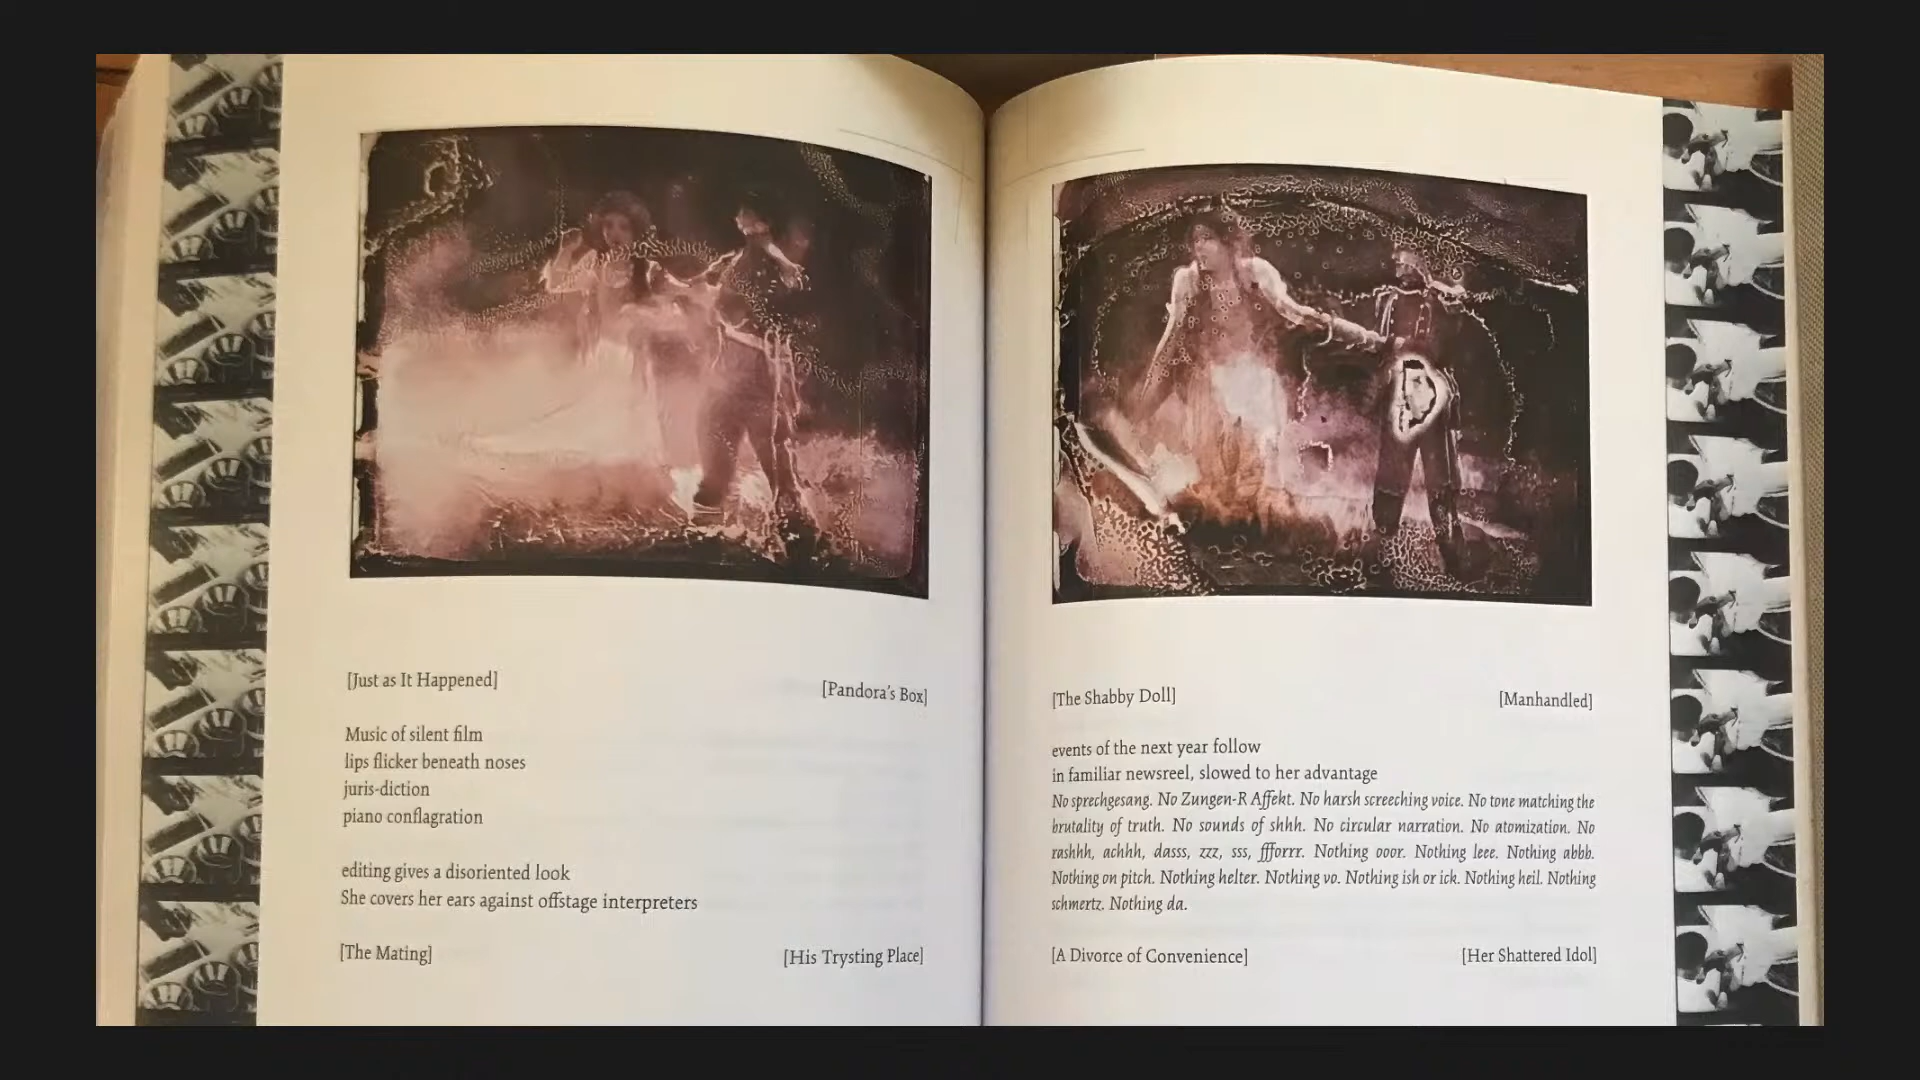 [Just as It Happened]
[Pandora's Box]
Music of silent film
lips flicker beneath noses
juris-diction
piano conflagration
editing gives a disoriented look
She covers her ears against offstage interpreters
[The Mating]
[His Trysting Place]
[The Shabby Doll]
[Manhandled]
events of the next year follow
in familiar newsreel, slowed to her advantage
No sprechgesang. No Zungen-R Affekt. No harsh screeching voice. No tone matching the
brutality of truth. No sounds of shhh. No circular narration. No atomization. No
rashhh, achhh, dasss, zzz, sss, ffforrr. Nothing ooor. Nothing leee. Nothing abbb.
Nothing on pitch. Nothing helter. Nothing vo. Nothing ish or ick. Nothing heil. Nothing
schmertz. Nothing da.
[A Divorce of Convenience]
[Her Shattered Idol]